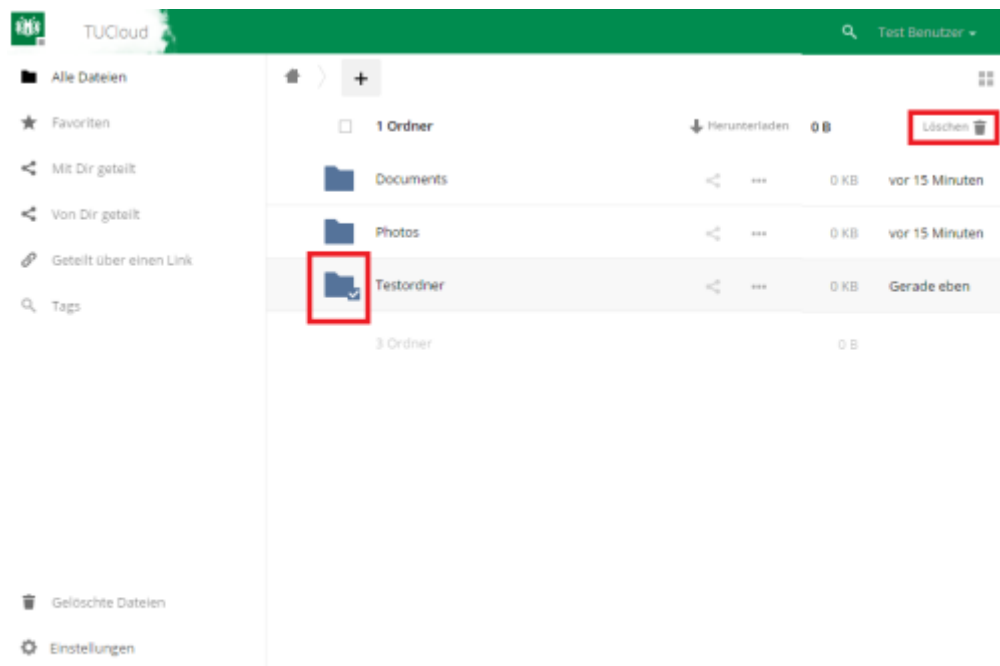 TUCloud
Test Benutzer
Alle Dateien
Favoriten
Mit Dir geteilt
Von Dir geteilt
Geteilt über einen Link
Tags
1 Ordner Herunterladen 0 B Löschen
Documents 0 KB vor 15 Minuten
Photos 0 KB vor 15 Minuten
Testordner 0 KB Gerade eben
3 Ordner 0 B
Gelöschte Dateien
Einstellungen